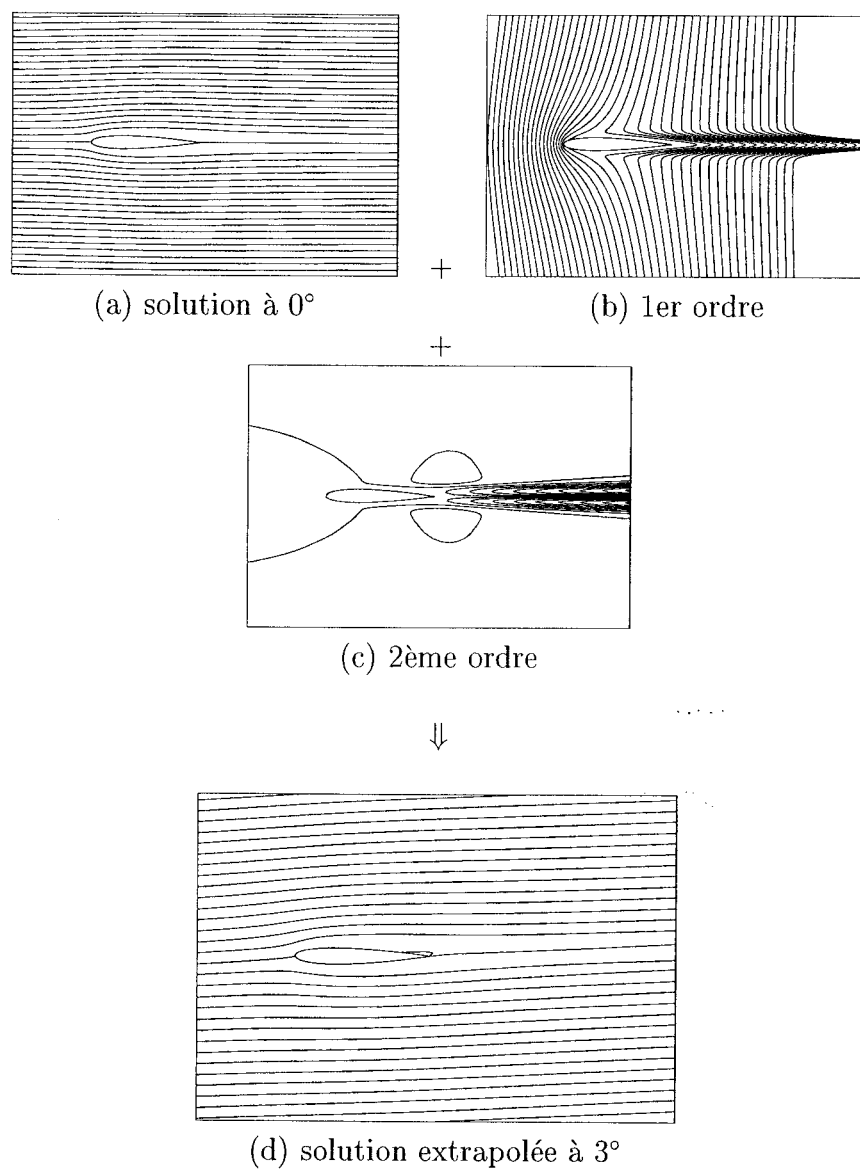 (a) solution à 0°
+
(b) 1er ordre
+
(c) 2ème ordre
⇓
(d) solution extrapolée à 3°